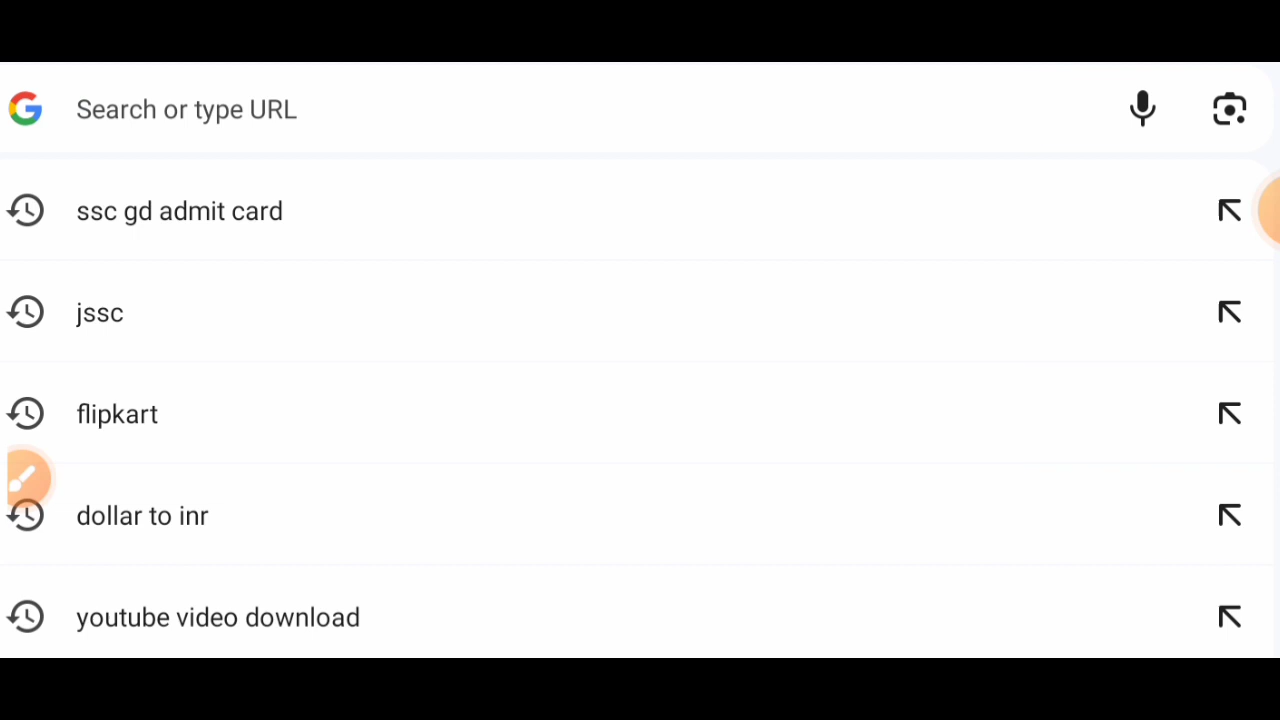 Search or type URL
ssc gd admit card
jssc
flipkart
dollar to inr
youtube video download